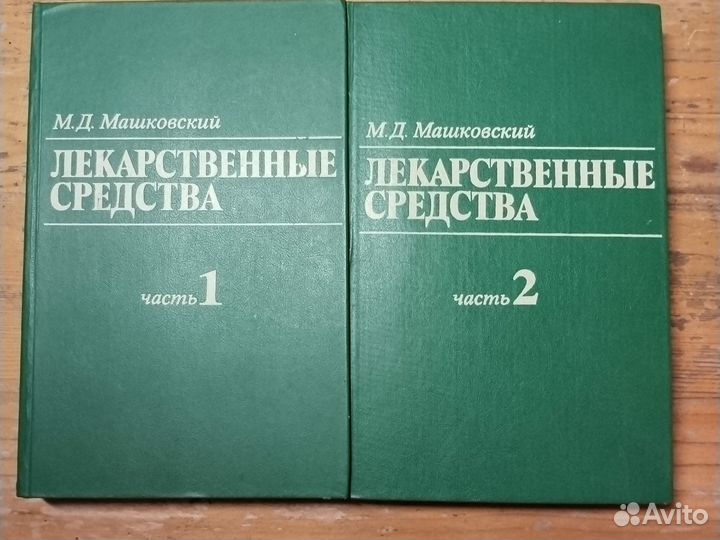 М.Д. Машковский
ЛЕКАРСТВЕННЫЕ
СРЕДСТВА
часть 1
М.Д. Машковский
ЛЕКАРСТВЕННЫЕ
СРЕДСТВА
часть 2
Avito